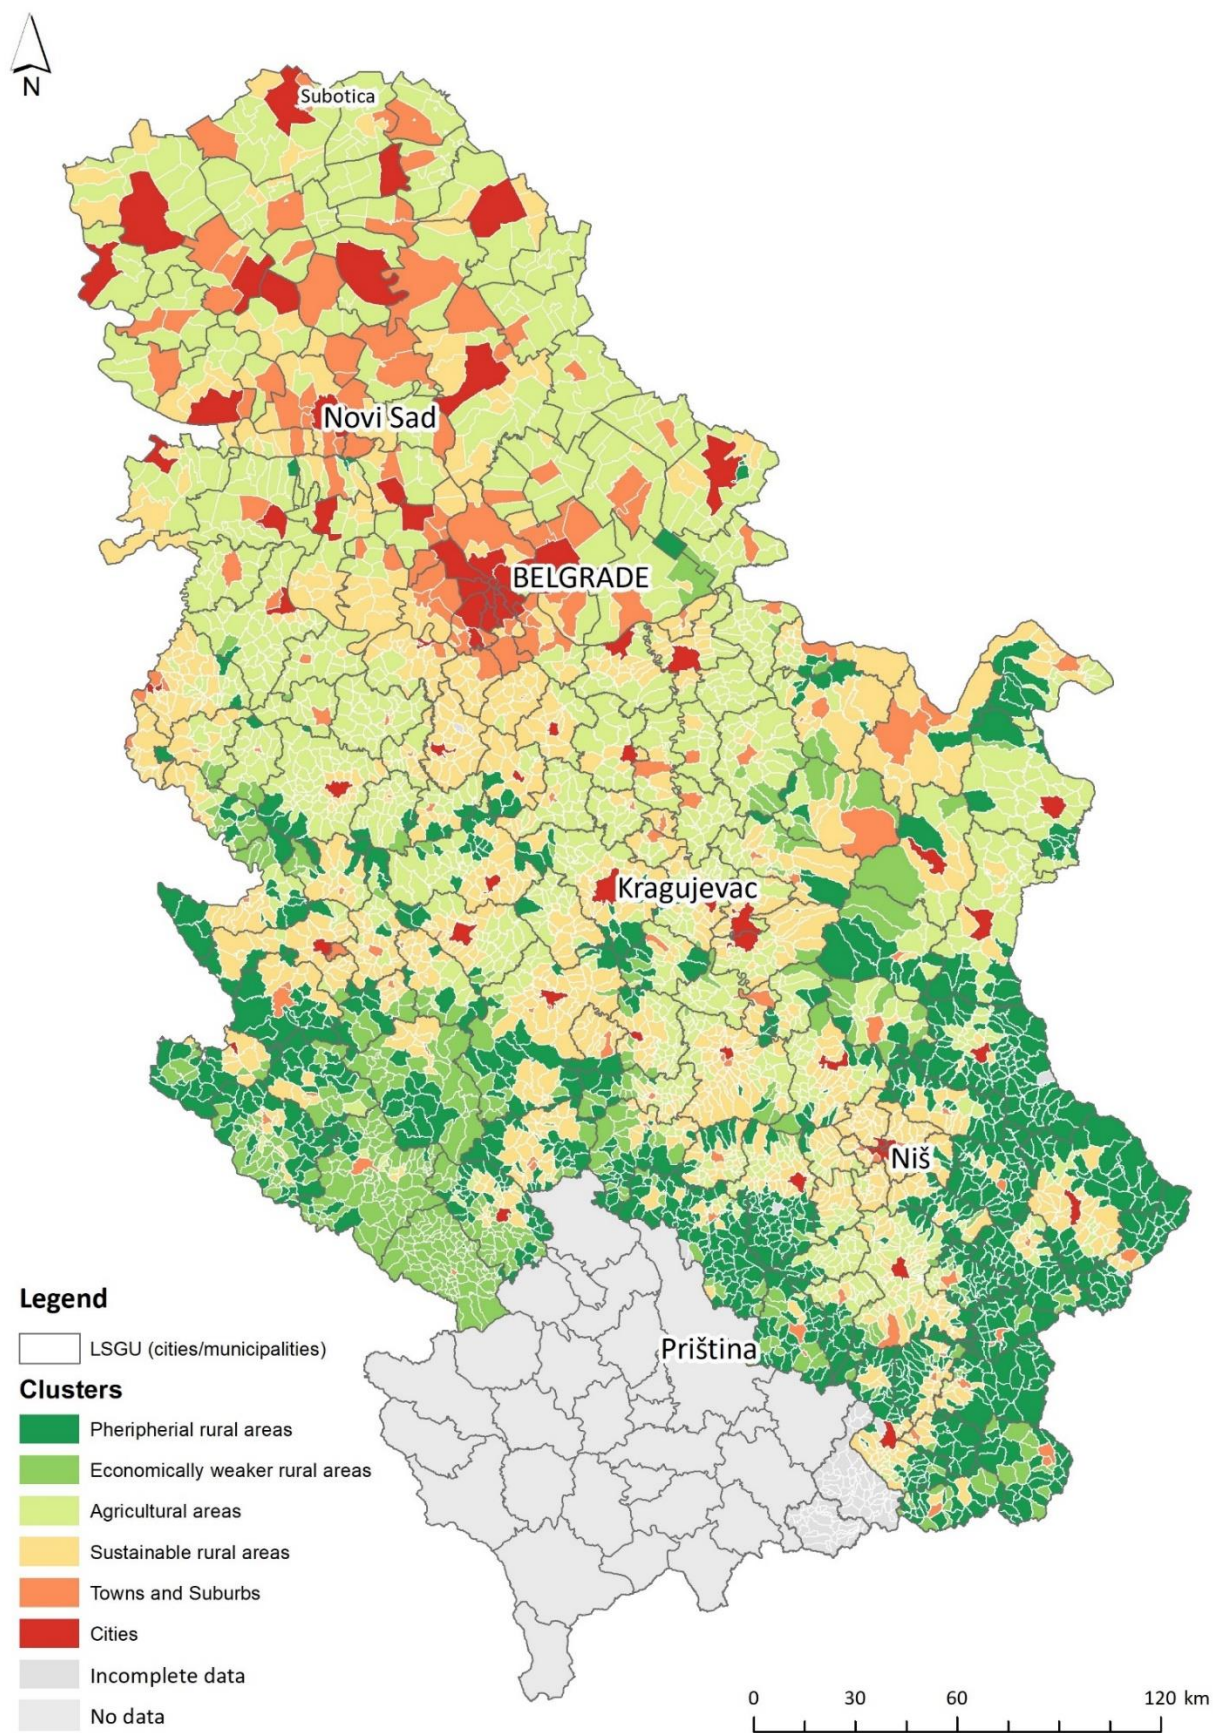 N
Subotica
Novi Sad
BELGRADE
Kragujevac
Niš
Priština
Legend
LSGU (cities/municipalities)
Clusters
Pheripherial rural areas
Economically weaker rural areas
Agricultural areas
Sustainable rural areas
Towns and Suburbs
Cities
Incomplete data
No data
0 30 60 120 km